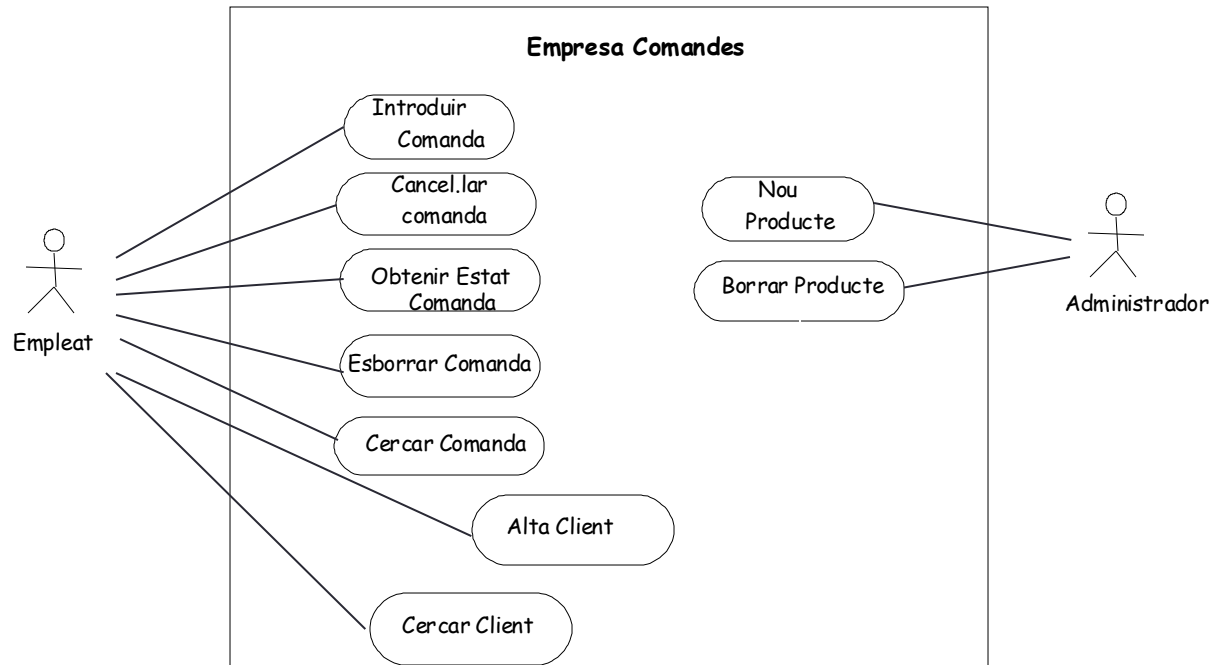 Empresa Comandes
Introduir
Comanda
Cancel.lar
comanda
Obtenir Estat
Comanda
Esborrar Comanda
Cercar Comanda
Alta Client
Cercar Client
Nou
Producte
Borrar Producte
Empleat
Administrador